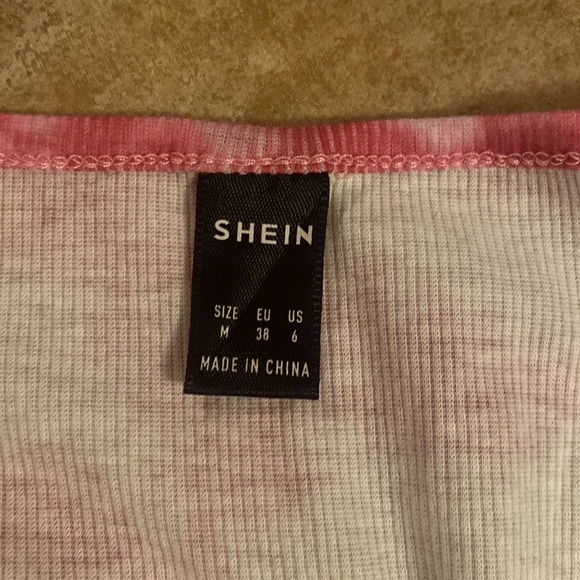 SHEIN
SIZE EU US
M 38 6
MADE IN CHINA